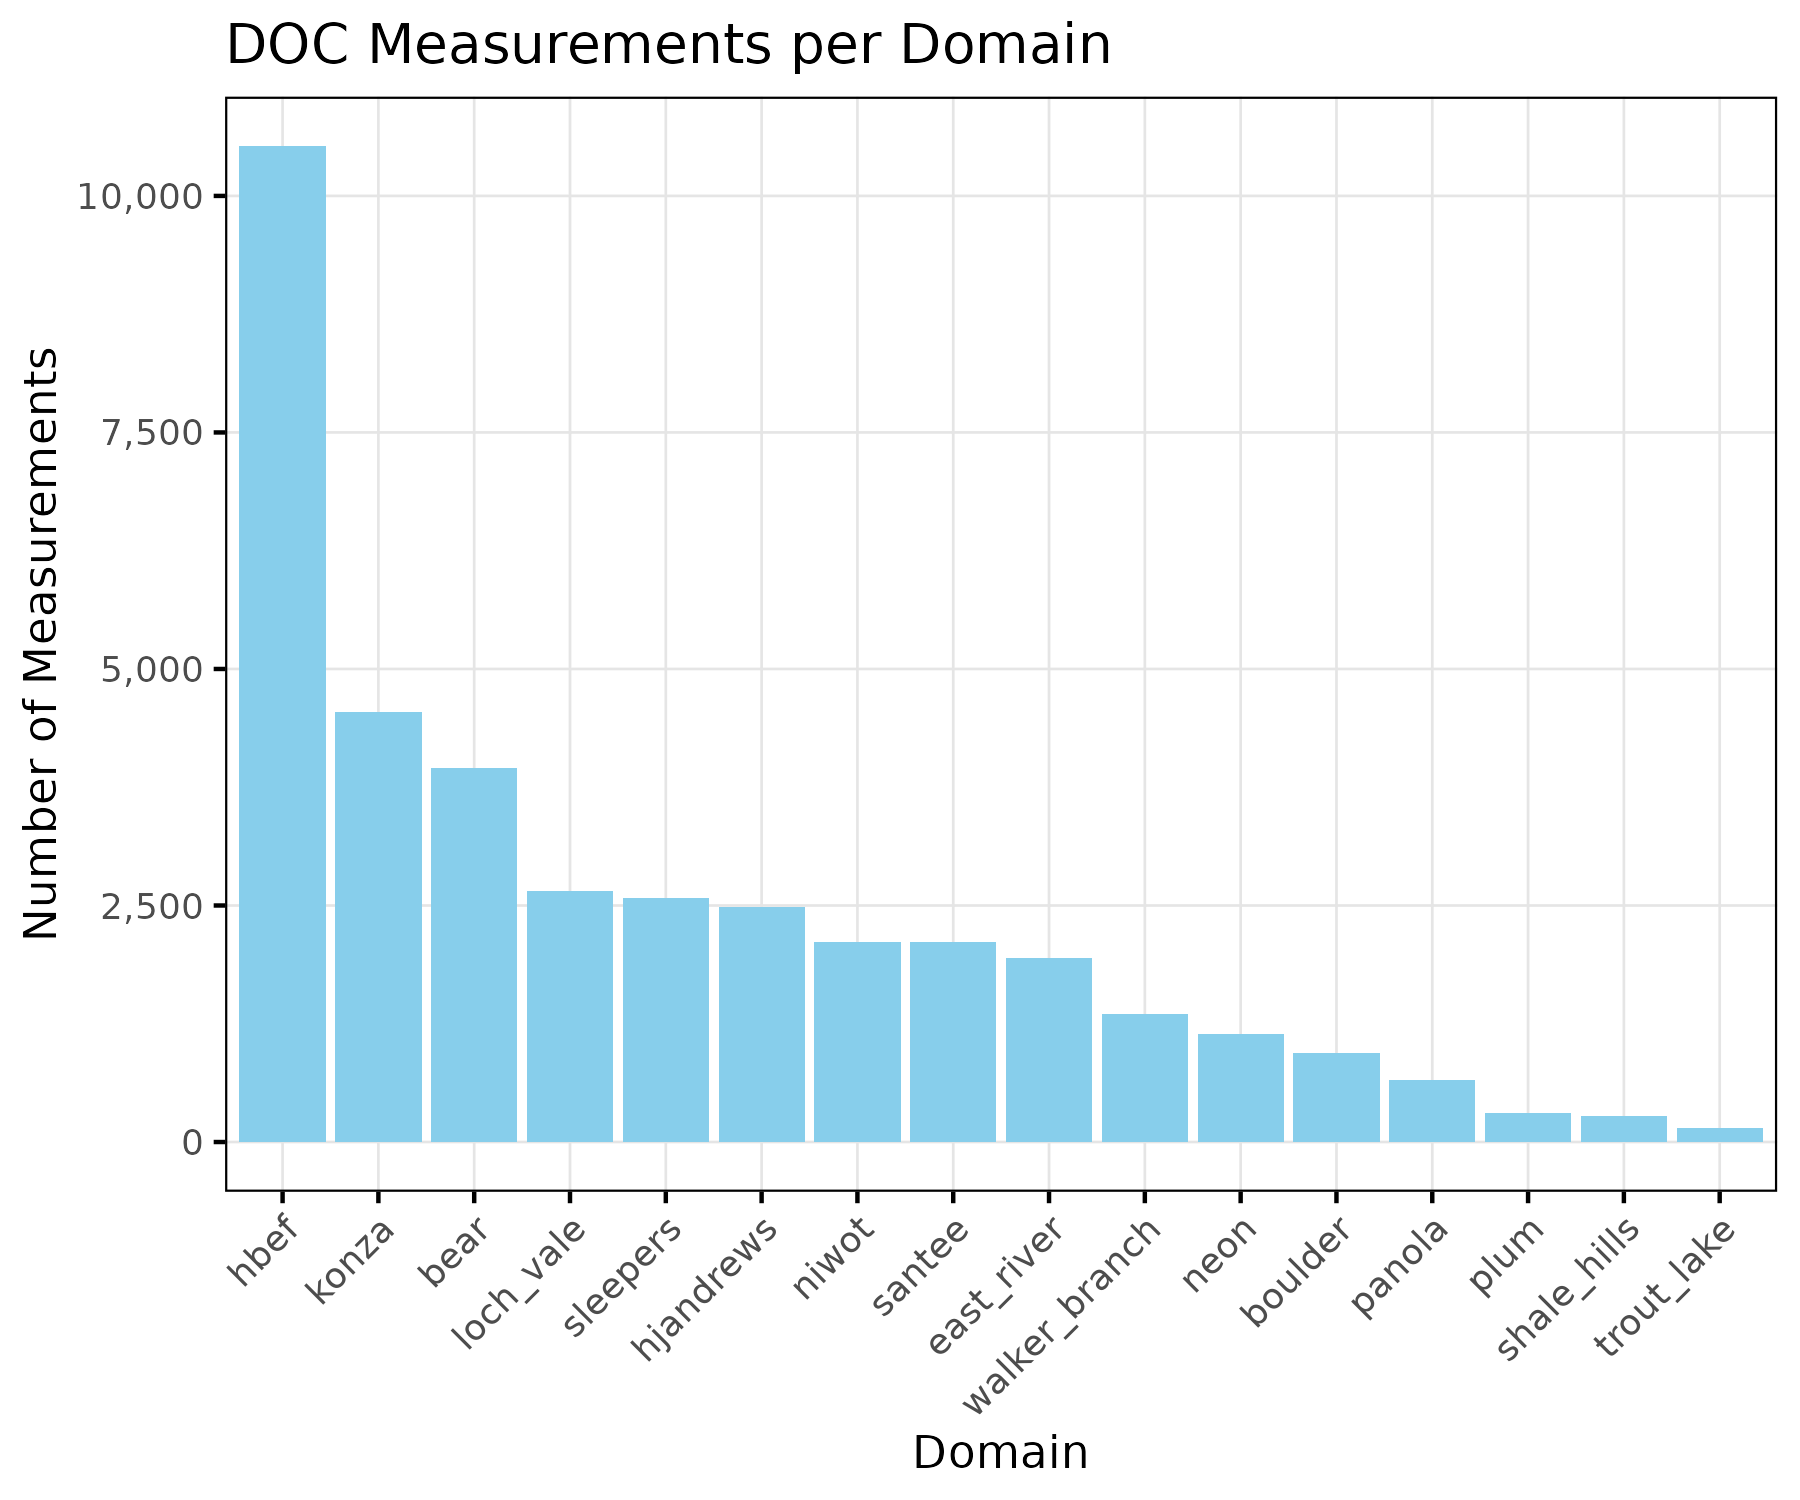 DOC Measurements per Domain
Number of Measurements
10,000
7,500
5,000
2,500
0
hbef
konza
bear
loch_vale
sleepers
hjandrews
niwot
santee
east_river
walker_branch
neon
boulder
panola
plum
shale_hills
trout_lake
Domain